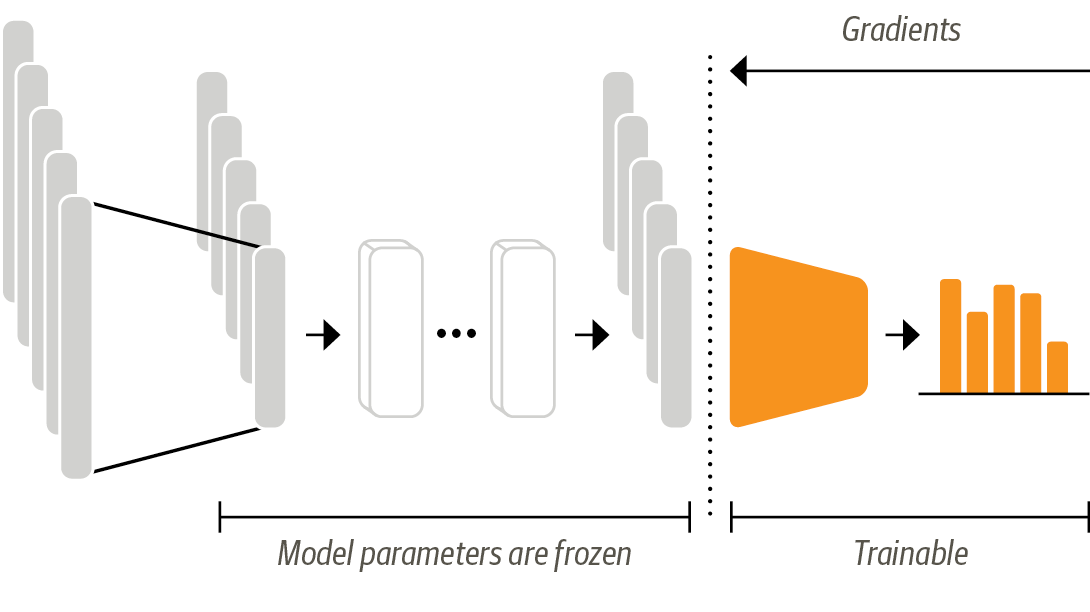 Gradients
Model parameters are frozen
Trainable